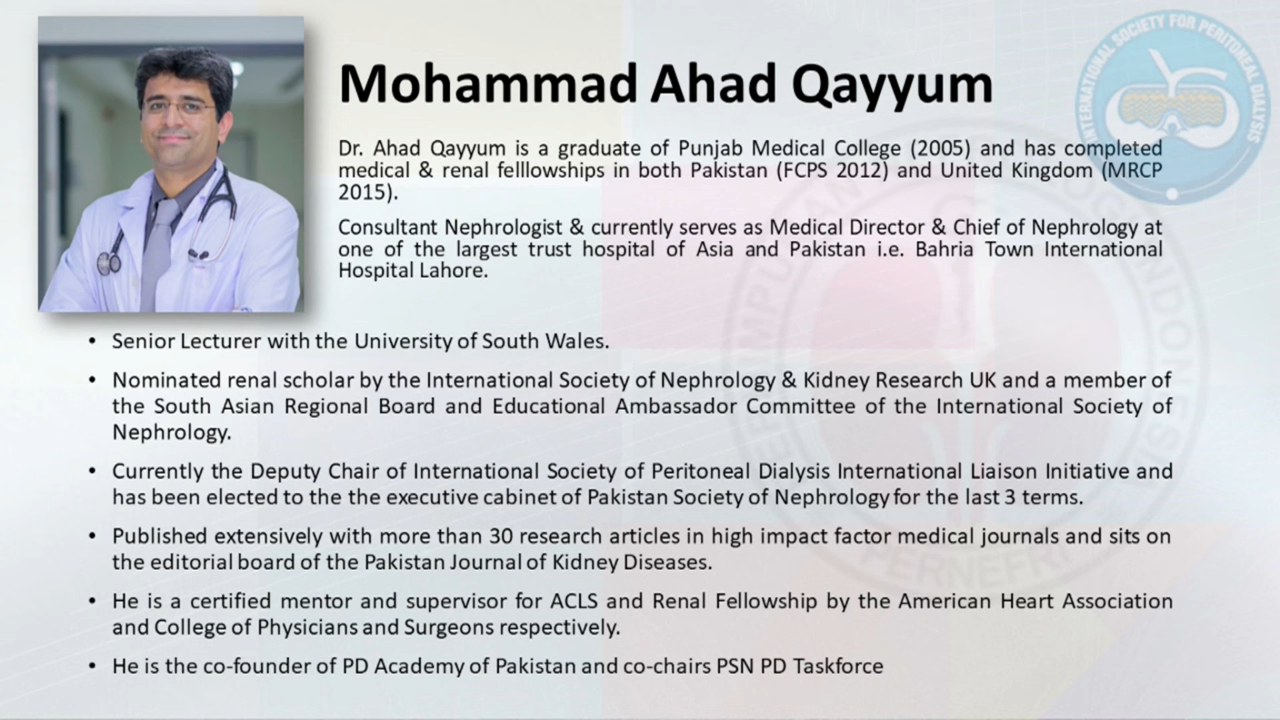 Mohammad Ahad Qayyum
INTERNATIONAL SOCIETY FOR PERITONEAL DIALYSIS
Dr. Ahad Qayyum is a graduate of Punjab Medical College (2005) and has completed
medical & renal felllowships in both Pakistan (FCPS 2012) and United Kingdom (MRCP
2015).
Consultant Nephrologist & currently serves as Medical Director & Chief of Nephrology at
one of the largest trust hospital of Asia and Pakistan i.e. Bahria Town International
Hospital Lahore.
• Senior Lecturer with the University of South Wales.
• Nominated renal scholar by the International Society of Nephrology & Kidney Research UK and a member of
the South Asian Regional Board and Educational Ambassador Committee of the International Society of
Nephrology.
• Currently the Deputy Chair of International Society of Peritoneal Dialysis International Liaison Initiative and
has been elected to the the executive cabinet of Pakistan Society of Nephrology for the last 3 terms.
• Published extensively with more than 30 research articles in high impact factor medical journals and sits on
the editorial board of the Pakistan Journal of Kidney Diseases.
• He is a certified mentor and supervisor for ACLS and Renal Fellowship by the American Heart Association
and College of Physicians and Surgeons respectively.
• He is the co-founder of PD Academy of Pakistan and co-chairs PSN PD Taskforce
PERNEFRI